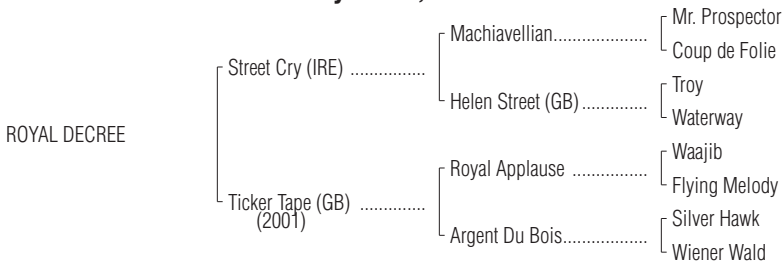 Mr. Prospector
Machiavellian....................
Coup de Folie
Street Cry (IRE) ................
Troy
Helen Street (GB)..............
Waterway
ROYAL DECREE
Waajib
Royal Applause ................
Flying Melody
Ticker Tape (GB) ..............
(2001)
Silver Hawk
Argent Du Bois..................
Wiener Wald